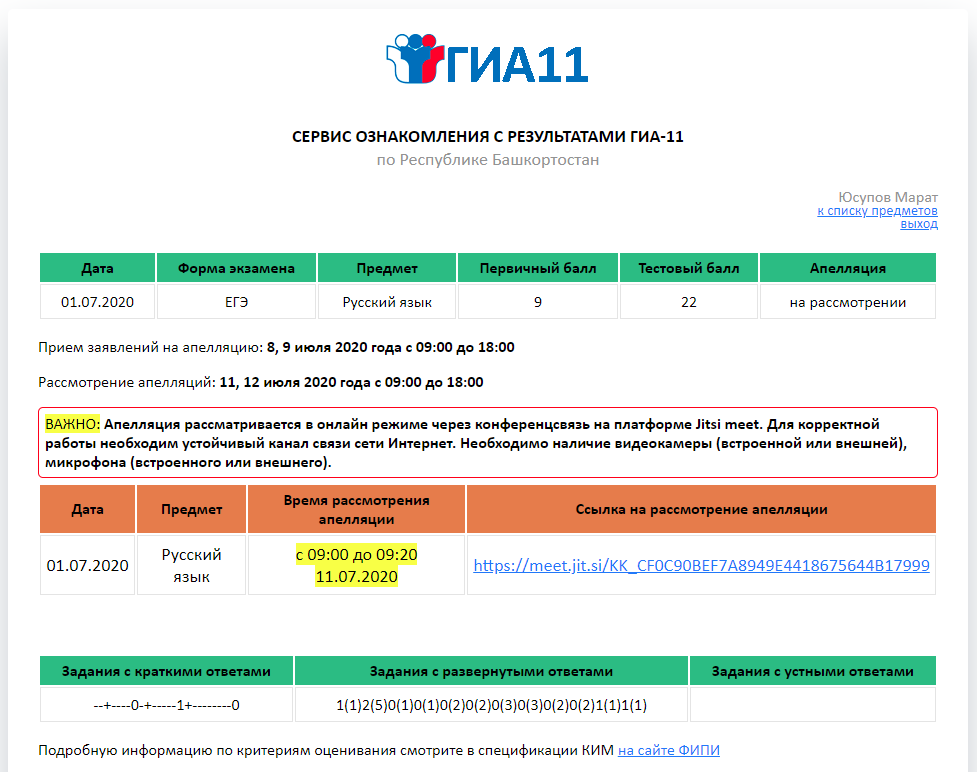 ГИА11
СЕРВИС ОЗНАКОМЛЕНИЯ С РЕЗУЛЬТАТАМИ ГИА-11
по Республике Башкортостан
Юсупов Марат
к списку предметов
выход
Дата Форма экзамена Предмет Первичный балл Тестовый балл Апелляция
01.07.2020 ЕГЭ Русский язык 9 22 на рассмотрении
Прием заявлений на апелляцию: 8, 9 июля 2020 года с 09:00 до 18:00
Рассмотрение апелляций: 11, 12 июля 2020 года с 09:00 до 18:00
ВАЖНО: Апелляция рассматривается в онлайн режиме через конференцсвязь на платформе Jitsi meet. Для корректной
работы необходим устойчивый канал связи сети Интернет. Необходимо наличие видеокамеры (встроенной или внешней),
микрофона (встроенного или внешнего).
Дата Предмет Время рассмотрения апелляции Ссылка на рассмотрение апелляции
01.07.2020 Русский язык с 09:00 до 09:20 11.07.2020 https://meet.jit.si/KK_CF0C90BEF7A8949E4418675644B17999
Задания с краткими ответами Задания с развернутыми ответами Задания с устными ответами
--+----0-+-----1+--------0 1(1)2(5)0(1)0(1)0(2)0(2)0(3)0(3)0(2)0(2)1(1)1(1)
Подробную информацию по критериям оценивания смотрите в спецификации КИМ на сайте ФИПИ